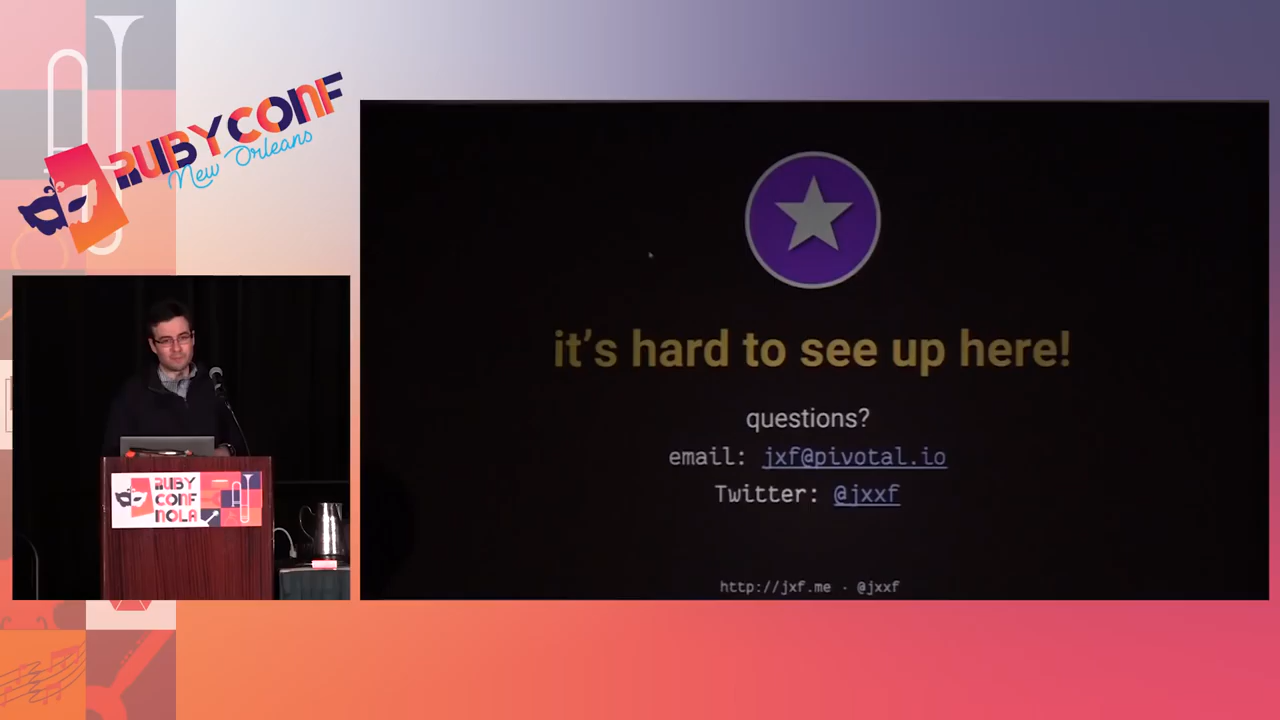 RUBYCONF
New Orleans
RUBY
CONF
NOLA
it's hard to see up here!
questions?
email: jxf@pivotal.io
Twitter: @jxxf
http://jxf.me · @jxxf